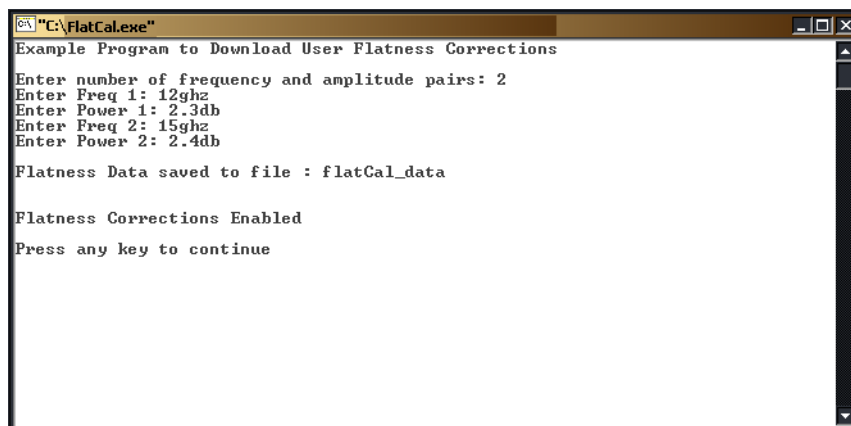 "C:\FlatCal.exe"
Example Program to Download User Flatness Corrections
Enter number of frequency and amplitude pairs: 2
Enter Freq 1: 12ghz
Enter Power 1: 2.3db
Enter Freq 2: 15ghz
Enter Power 2: 2.4db
Flatness Data saved to file : flatCal_data
Flatness Corrections Enabled
Press any key to continue